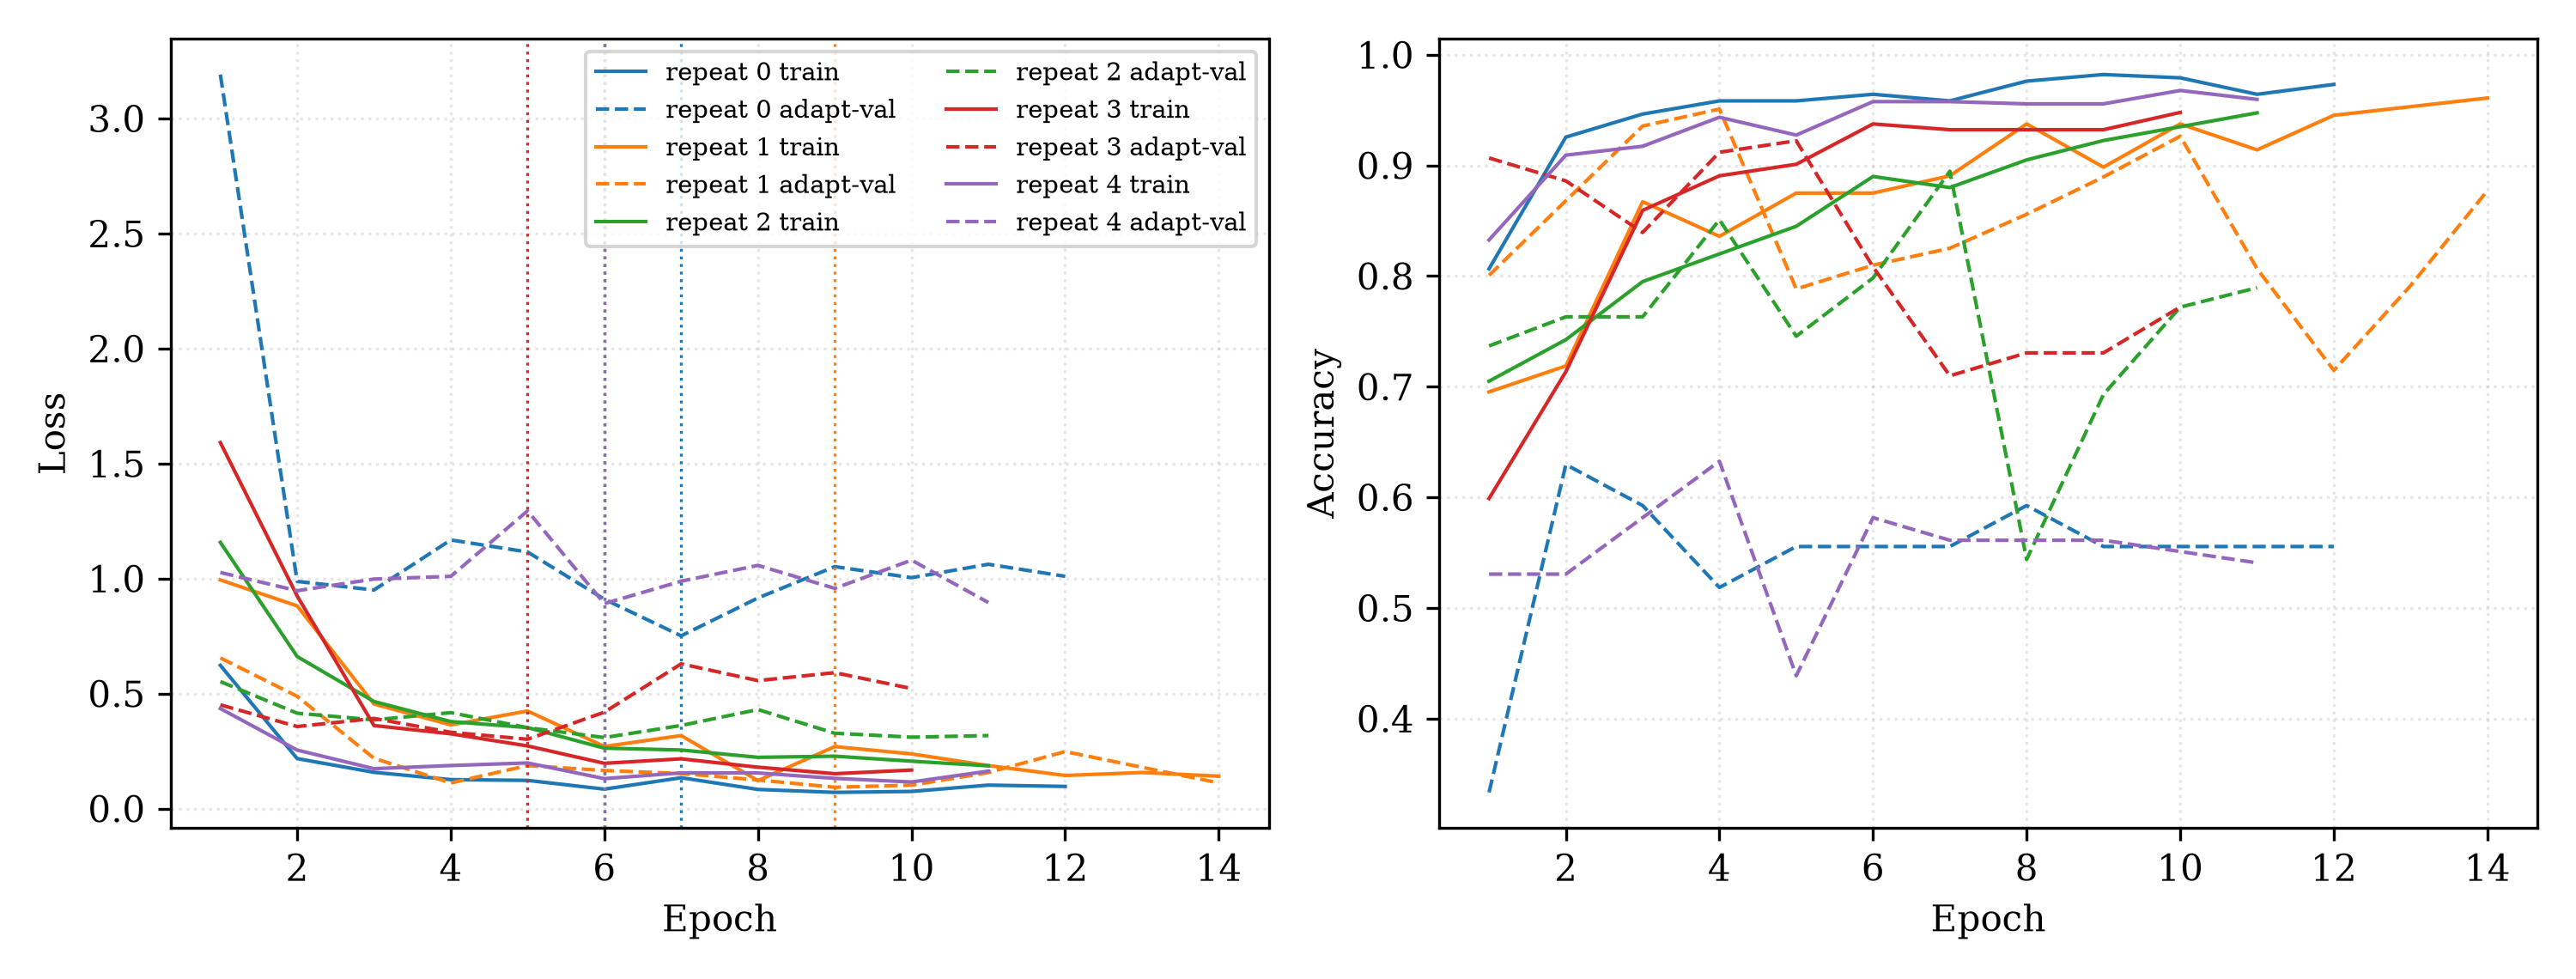 Loss
3.0
2.5
2.0
1.5
1.0
0.5
0.0
2 4 6 8 10 12 14
Epoch
repeat 0 train
repeat 0 adapt-val
repeat 1 train
repeat 1 adapt-val
repeat 2 train
repeat 2 adapt-val
repeat 3 train
repeat 3 adapt-val
repeat 4 train
repeat 4 adapt-val
Accuracy
1.0
0.9
0.8
0.7
0.6
0.5
0.4
2 4 6 8 10 12 14
Epoch